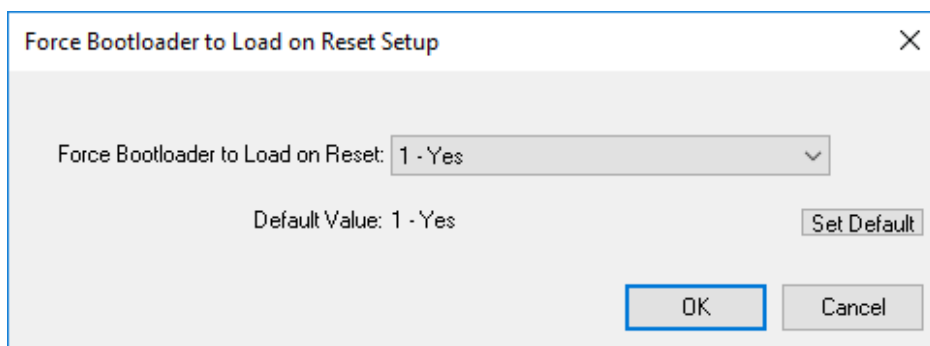 Force Bootloader to Load on Reset Setup
Force Bootloader to Load on Reset: 1 - Yes
Default Value: 1 - Yes Set Default
OK Cancel